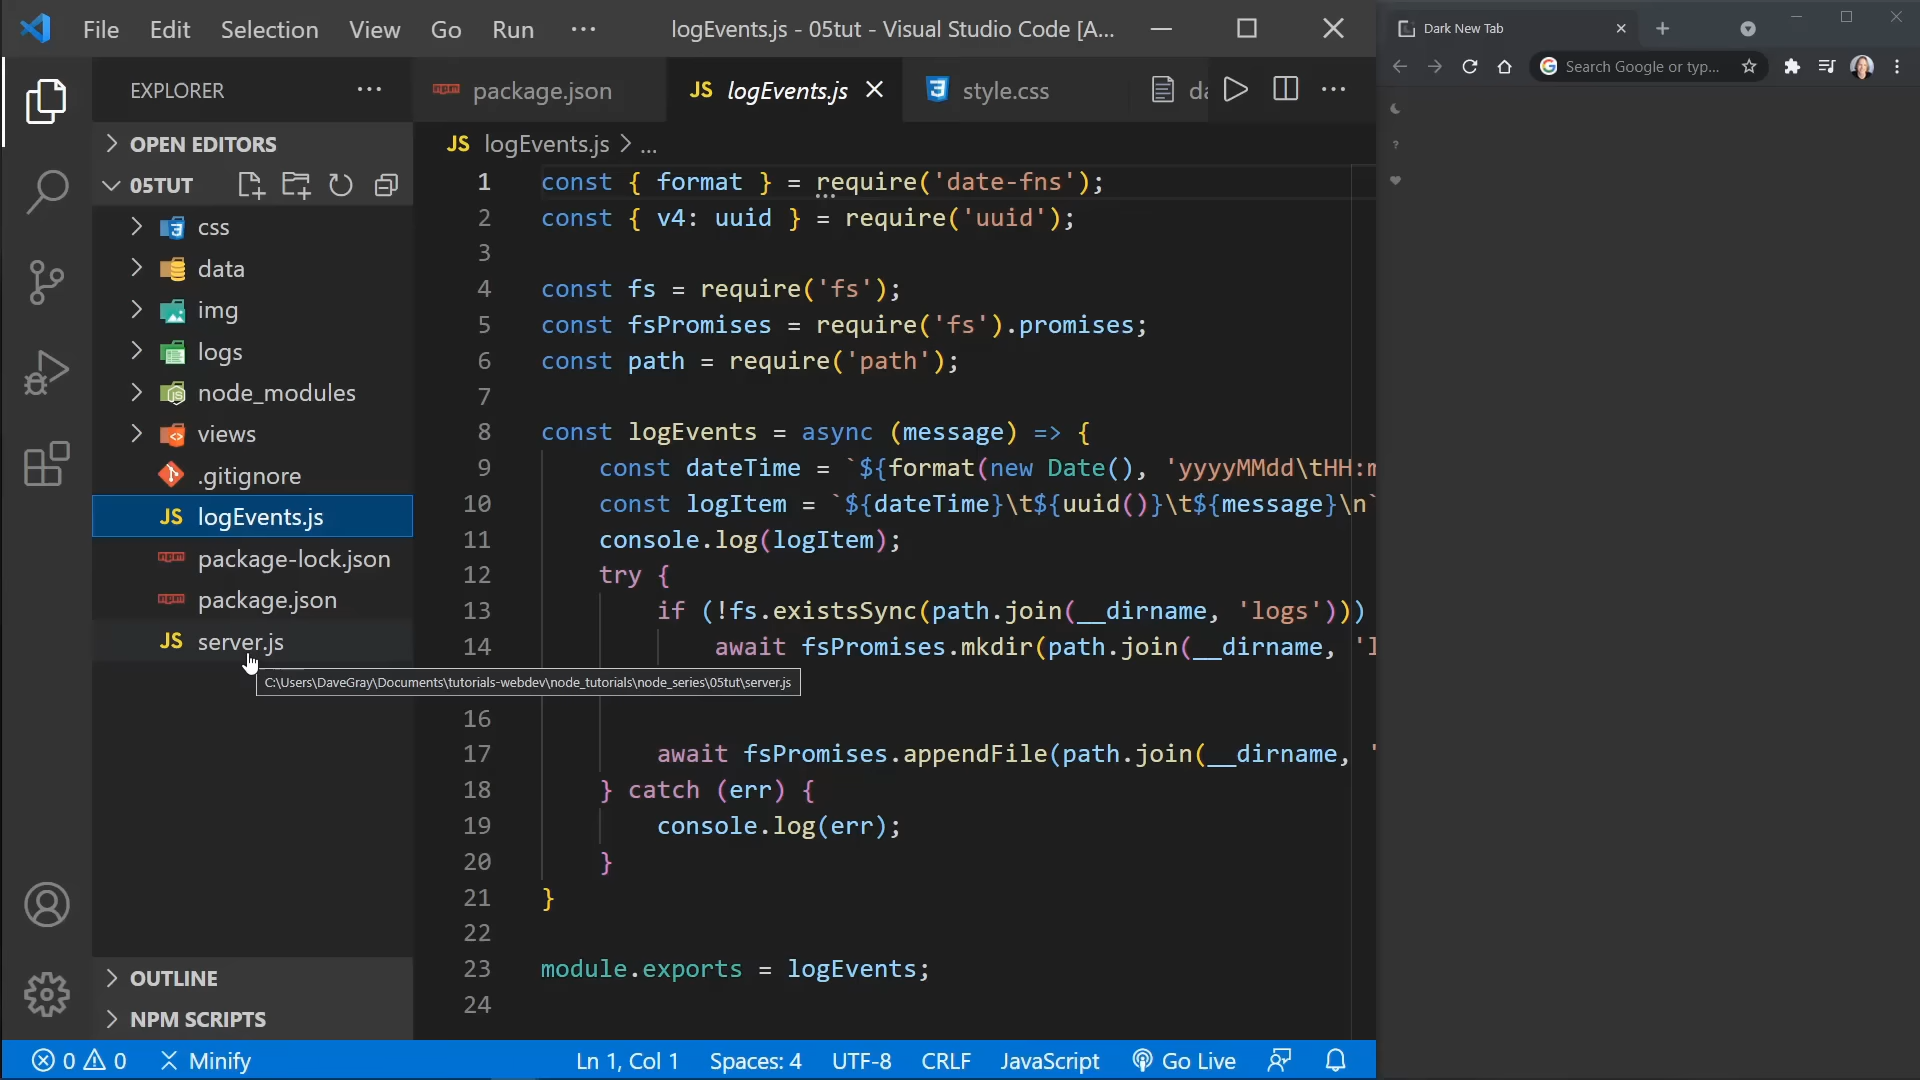 File Edit Selection View Go Run ··· logEvents.js - 05tut - Visual Studio Code [A...
Dark New Tab
Search Google or typ...
EXPLORER
package.json
JS logEvents.js
style.css
OPEN EDITORS
JS logEvents.js > ...
05TUT
css
data
img
logs
node_modules
views
.gitignore
JS logEvents.js
package-lock.json
package.json
JS server.js
C:\Users\DaveGray\Documents\tutorials-webdev\node_tutorials\node_series\05tut\server.js
1 const { format } = require('date-fns');
2 const { v4: uuid } = require('uuid');
3
4 const fs = require('fs');
5 const fsPromises = require('fs').promises;
6 const path = require('path');
7
8 const logEvents = async (message) => {
9 const dateTime = `${format(new Date(), 'yyyyMMdd\tHH:m
10 const logItem = `${dateTime}\t${uuid()}\t${message}\n`
11 console.log(logItem);
12 try {
13 if (!fs.existsSync(path.join(__dirname, 'logs')))
14 await fsPromises.mkdir(path.join(__dirname, 'l
16
17 await fsPromises.appendFile(path.join(__dirname, '
18 } catch (err) {
19 console.log(err);
20 }
21 }
22
23 module.exports = logEvents;
24
OUTLINE
NPM SCRIPTS
0 0 Minify Ln 1, Col 1 Spaces: 4 UTF-8 CRLF JavaScript Go Live